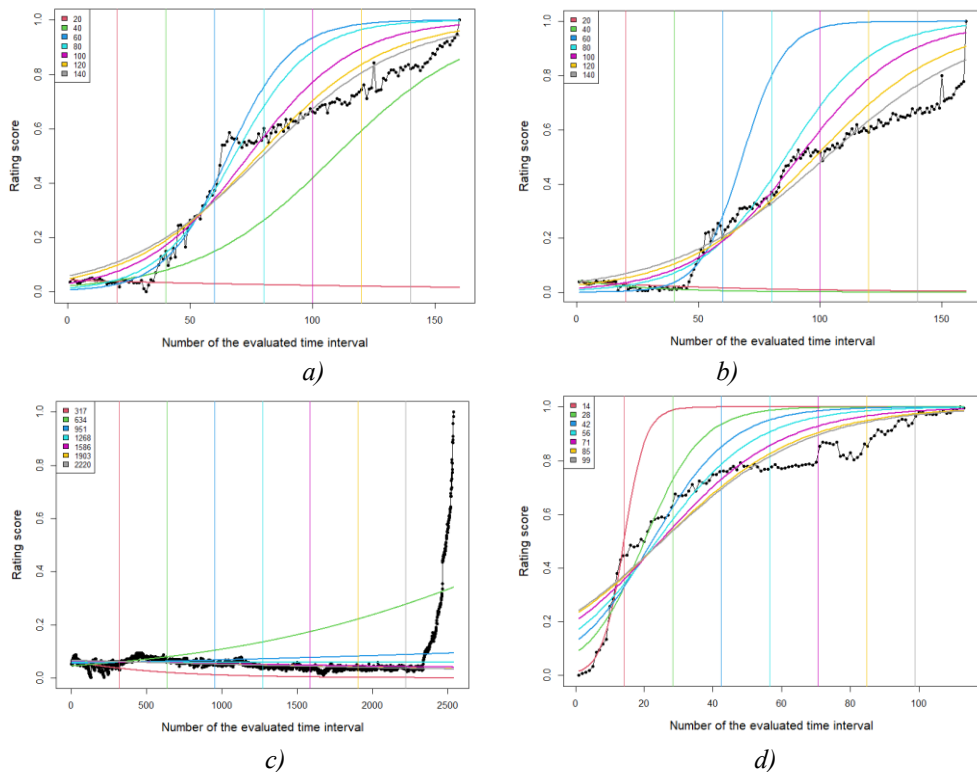 20
40
60
80
100
120
140
Rating score
0.0 0.2 0.4 0.6 0.8 1.0
0 50 100 150
Number of the evaluated time interval
a)
20
40
60
80
100
120
140
Rating score
0.0 0.2 0.4 0.6 0.8 1.0
0 50 100 150
Number of the evaluated time interval
b)
317
634
951
1268
1586
1903
2220
Rating score
0.0 0.2 0.4 0.6 0.8 1.0
0 500 1000 1500 2000 2500
Number of the evaluated time interval
c)
14
28
42
56
71
85
99
Rating score
0.0 0.2 0.4 0.6 0.8 1.0
0 20 40 60 80 100
Number of the evaluated time interval
d)